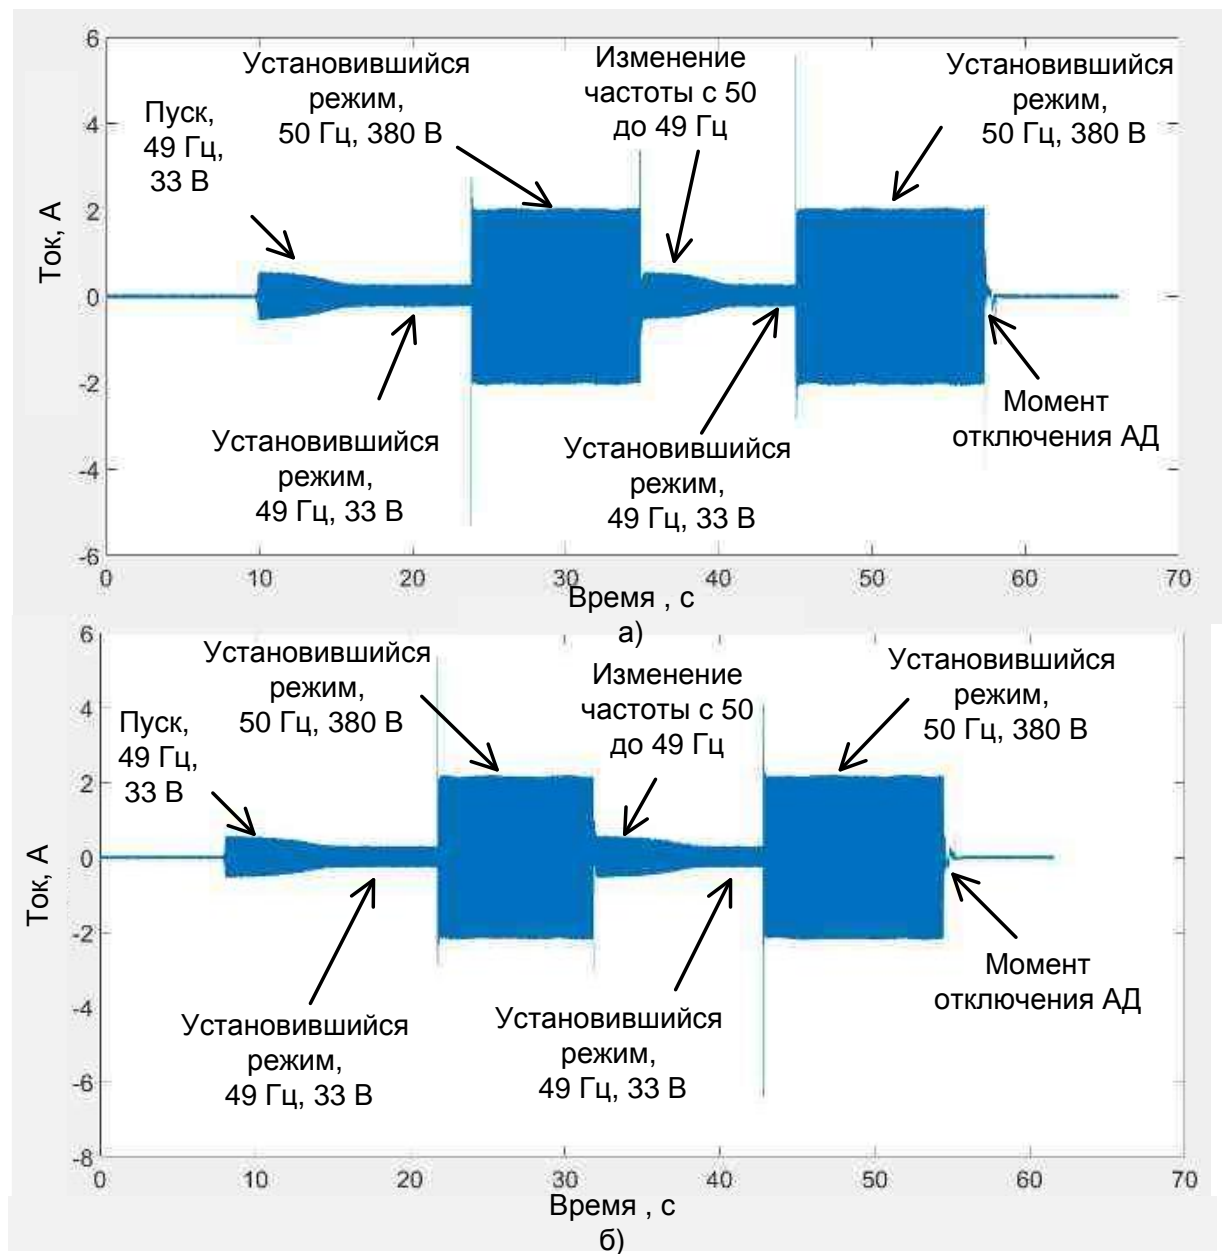 6
4
2
0
-2
-4
-6
Ток, А
Пуск,
49 Гц,
33 В
Установившийся
режим,
50 Гц, 380 В
Изменение
частоты с 50
до 49 Гц
Установившийся
режим,
50 Гц, 380 В
Установившийся
режим,
49 Гц, 33 В
Установившийся
режим,
49 Гц, 33 В
Момент
отключения АД
0 10 20 30 40 50 60 70
Время , с
а)
6
4
2
0
-2
-4
-6
-8
Ток, А
Пуск,
49 Гц,
33 В
Установившийся
режим,
50 Гц, 380 В
Изменение
частоты с 50
до 49 Гц
Установившийся
режим,
50 Гц, 380 В
Установившийся
режим,
49 Гц, 33 В
Установившийся
режим,
49 Гц, 33 В
Момент
отключения АД
0 10 20 30 40 50 60 70
Время , с
б)